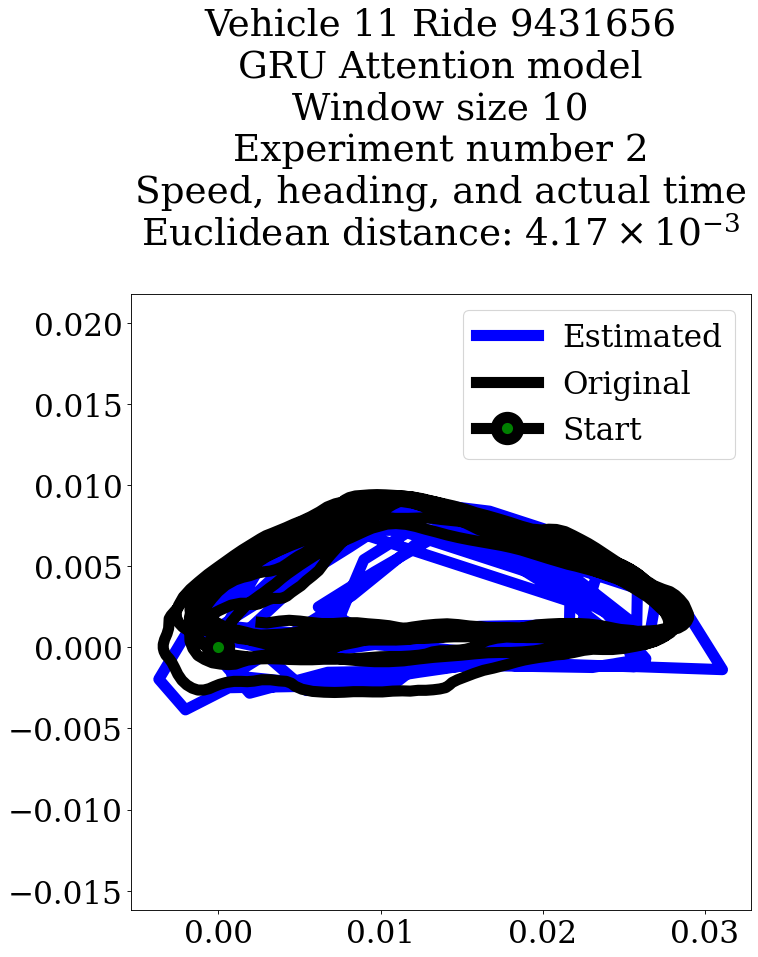 Vehicle 11 Ride 9431656
GRU Attention model
Window size 10
Experiment number 2
Speed, heading, and actual time
Euclidean distance: 4.17 × 10⁻³
Estimated
Original
Start
0.020
0.015
0.010
0.005
0.000
−0.005
−0.010
−0.015
0.00 0.01 0.02 0.03